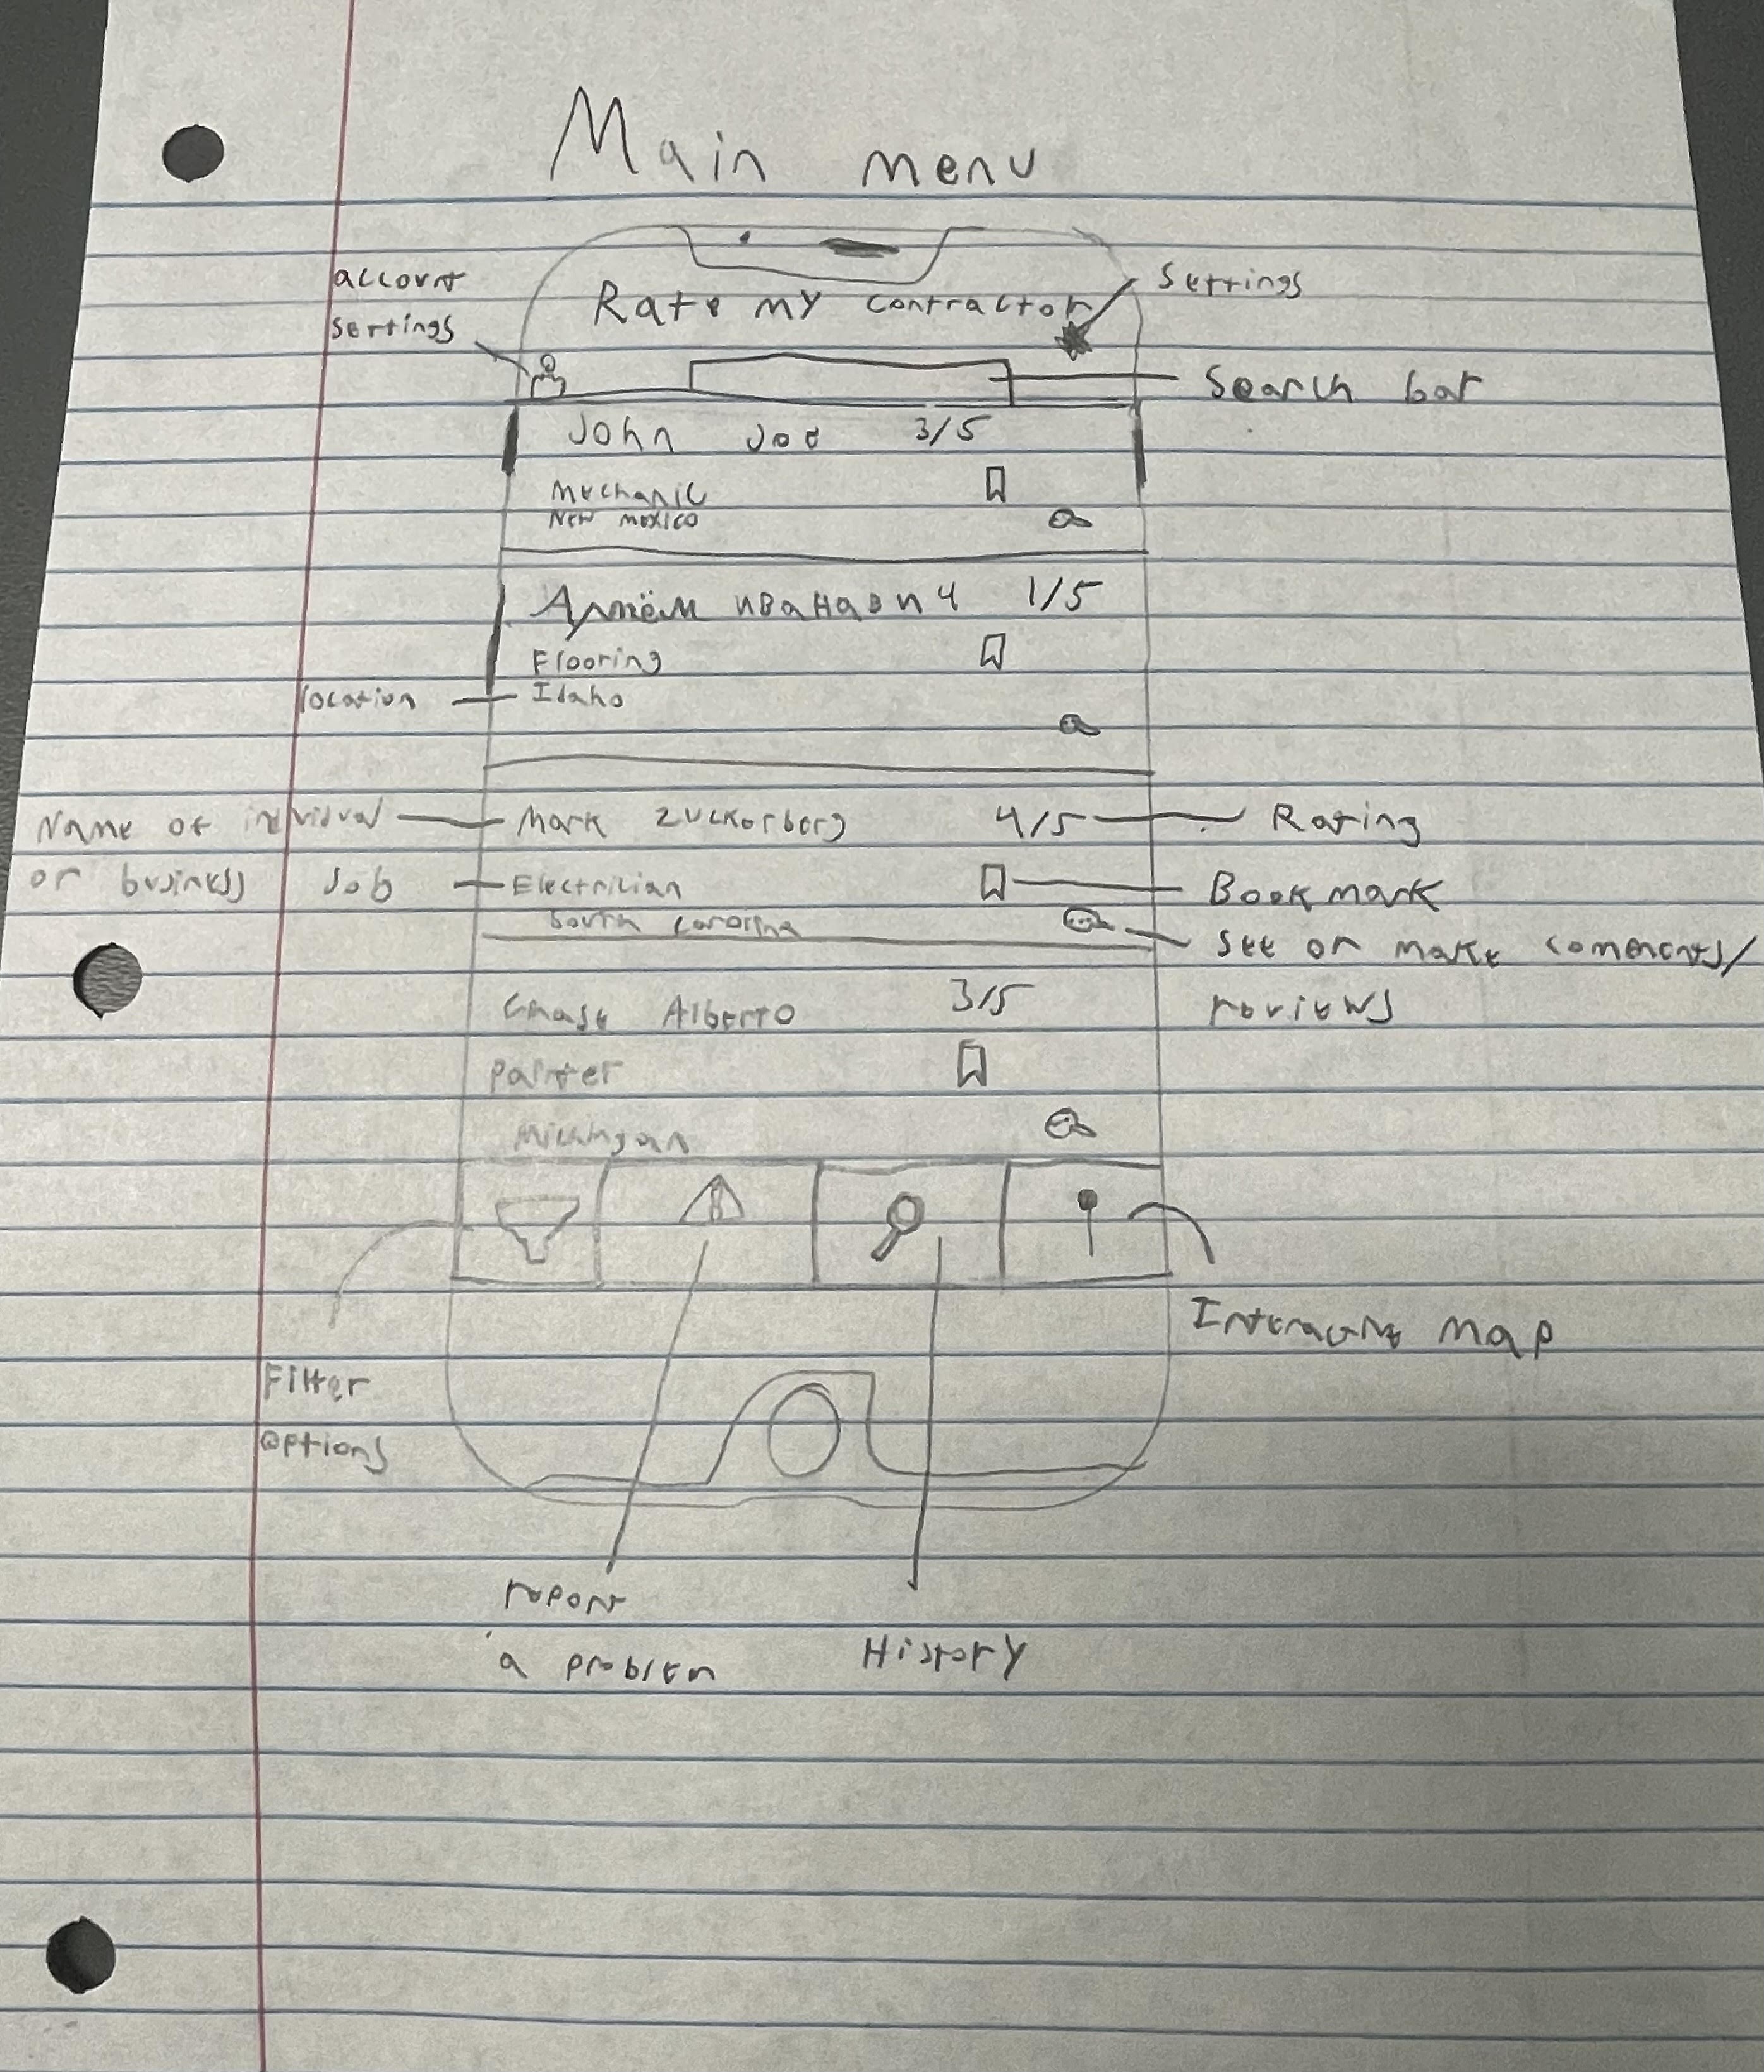 Main menu
account
settings
Rate my contractor
Settings
Search bar
John Joe 3/5
Mechanic
New mexico
Артём иванавич 1/5
Flooring
location
Idaho
Name of individual
or business
Mark Zuckerberg 4/5
Rating
Job
Electrician
Bookmark
South Carolina
See or make comments/
reviews
Chase Alberto 3/5
Painter
Michigan
Interactive map
Filter
options
report
a problem
History